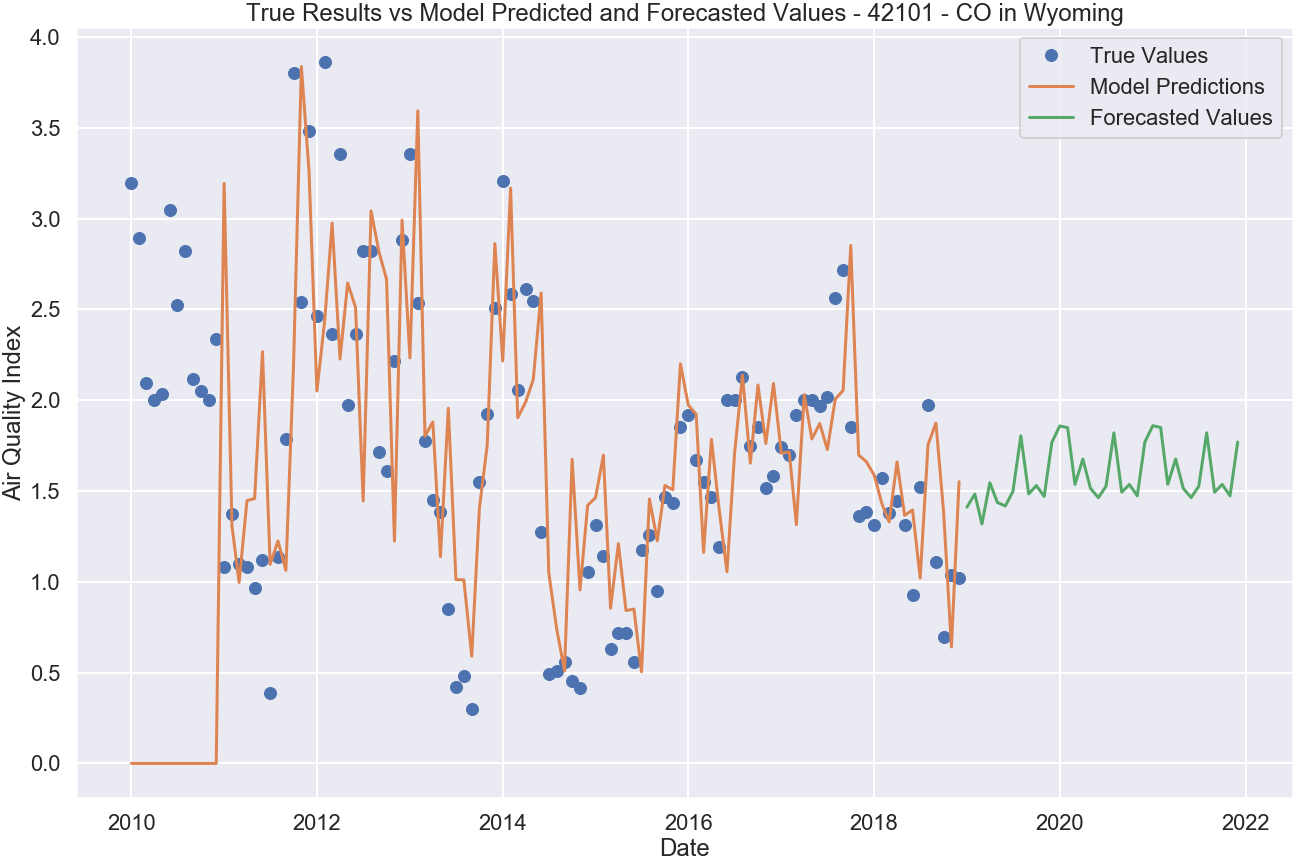 True Results vs Model Predicted and Forecasted Values - 42101 - CO in Wyoming
True Values
Model Predictions
Forecasted Values
Air Quality Index
4.0
3.5
3.0
2.5
2.0
1.5
1.0
0.5
0.0
2010 2012 2014 2016 2018 2020 2022
Date